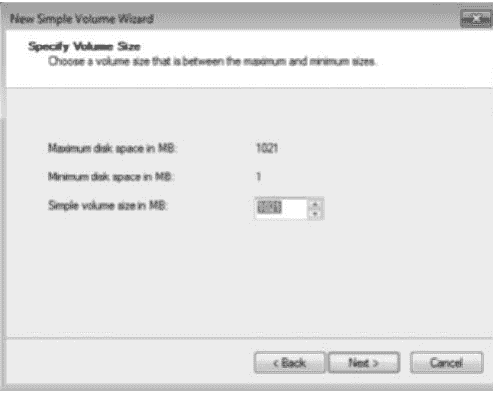 New Simple Volume Wizard
Specify Volume Size
Choose a volume size that is between the maximum and minimum sizes.
Maximum disk space in MB: 1021
Minimum disk space in MB: 1
Simple volume size in MB:
< Back Next > Cancel